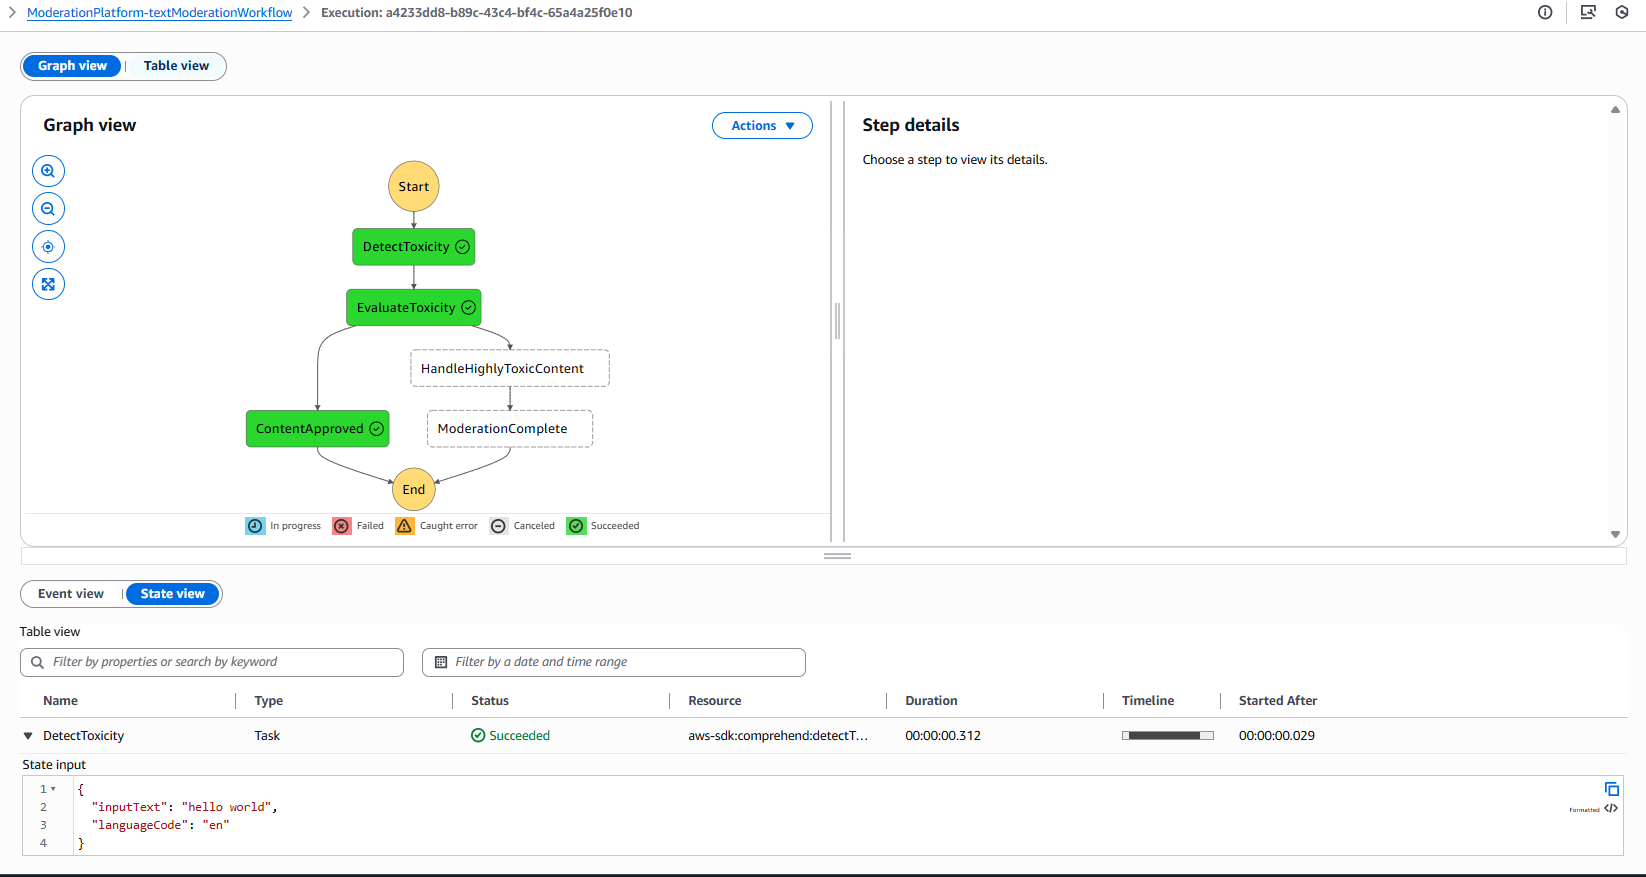 ModerationPlatform-textModerationWorkflow
Execution: a4233dd8-b89c-43c4-bf4c-65a4a25f0e10
Graph view
Table view
Graph view
Actions
Start
DetectToxicity
EvaluateToxicity
HandleHighlyToxicContent
ContentApproved
ModerationComplete
End
In progress
Failed
Caught error
Canceled
Succeeded
Step details
Choose a step to view its details.
Event view
State view
Table view
Filter by properties or search by keyword
Filter by a date and time range
Name
Type
Status
Resource
Duration
Timeline
Started After
DetectToxicity
Task
Succeeded
aws-sdk:comprehend:detectT...
00:00:00.312
00:00:00.029
State input
1 {
2 "inputText": "hello world",
3 "languageCode": "en"
4 }
Formatted